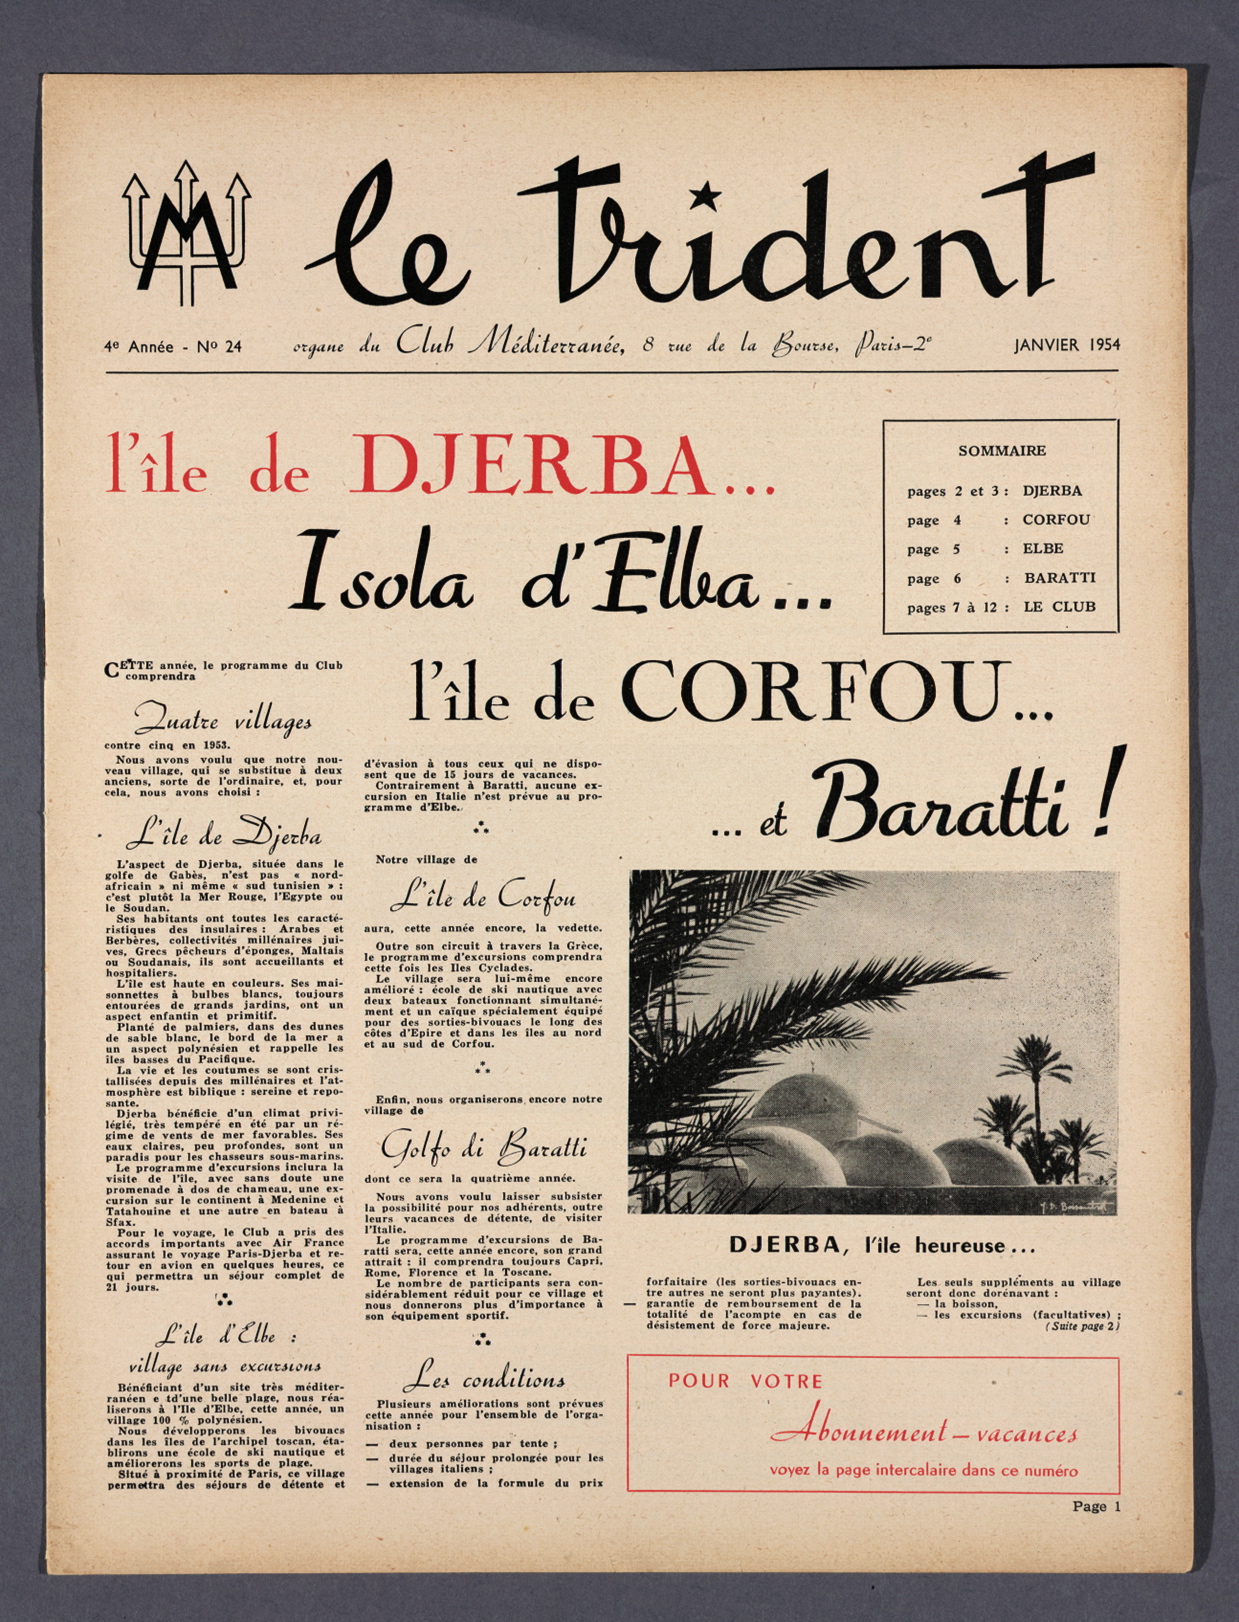 le trident
4e Année - No 24
organe du Club Méditerranée, 8 rue de la Bourse, Paris-2e
JANVIER 1954
l'île de DJERBA...
Isola d'Elba...
l'île de CORFOU...
... et Baratti !
SOMMAIRE
pages 2 et 3 : DJERBA
page 4 : CORFOU
page 5 : ELBE
page 6 : BARATTI
pages 7 à 12 : LE CLUB
CETTE année, le programme du Club
comprendra
Quatre villages
contre cinq en 1953.
Nous avons voulu que notre nou-
veau village, qui se substitue à deux
anciens, sorte de l'ordinaire, et, pour
cela, nous avons choisi :
L'île de Djerba
L'aspect de Djerba, située dans le
golfe de Gabès, n'est pas « nord-
africain » ni même « sud tunisien » :
c'est plutôt la Mer Rouge, l'Egypte ou
le Soudan.
Ses habitants ont toutes les caracté-
ristiques des insulaires : Arabes et
Berbères, collectivités millénaires jui-
ves, Grecs pêcheurs d'éponges, Maltais
ou Soudanais, ils sont accueillants et
hospitaliers.
L'île est haute en couleurs. Ses mai-
sonnettes à bulbes blancs, toujours
entourées de grands jardins, ont un
aspect enfantin et primitif.
Planté de palmiers, dans des dunes
de sable blanc, le bord de la mer a
un aspect polynésien et rappelle les
îles basses du Pacifique.
La vie et les coutumes se sont cris-
tallisées depuis des millénaires et l'at-
mosphère est biblique : sereine et repo-
sante.
Djerba bénéficie d'un climat privi-
légié, très tempéré en été par un ré-
gime de vents de mer favorables. Ses
eaux claires, peu profondes, sont un
paradis pour les chasseurs sous-marins.
Le programme d'excursions inclura la
visite de l'île, avec sans doute une
promenade à dos de chameau, une ex-
cursion sur le continent à Medenine et
Tatahouine et une autre en bateau à
Sfax.
Pour le voyage, le Club a pris des
accords importants avec Air France
assurant le voyage Paris-Djerba et re-
tour en avion en quelques heures, ce
qui permettra un séjour complet de
21 jours.
L'île d'Elbe :
village sans excursions
Bénéficiant d'un site très méditer-
ranéen e td'une belle plage, nous réa-
liserons à l'Ile d'Elbe, cette année, un
village 100 % polynésien.
Nous développerons les bivouacs
dans les îles de l'archipel toscan, éta-
blirons une école de ski nautique et
améliorerons les sports de plage.
Situé à proximité de Paris, ce village
permettra des séjours de détente et
d'évasion à tous ceux qui ne dispo-
sent que de 15 jours de vacances.
Contrairement à Baratti, aucune ex-
cursion en Italie n'est prévue au pro-
gramme d'Elbe.
Notre village de
L'île de Corfou
aura, cette année encore, la vedette.
Outre son circuit à travers la Grèce,
le programme d'excursions comprendra
cette fois les Iles Cyclades.
Le village sera lui-même encore
amélioré : école de ski nautique avec
deux bateaux fonctionnant simultané-
ment et un caïque spécialement équipé
pour des sorties-bivouacs le long des
côtes d'Epire et dans les îles au nord
et au sud de Corfou.
Enfin, nous organiserons encore notre
village de
Golfo di Baratti
dont ce sera la quatrième année.
Nous avons voulu laisser subsister
la possibilité pour nos adhérents, outre
leurs vacances de détente, de visiter
l'Italie.
Le programme d'excursions de Ba-
ratti sera, cette année encore, son grand
attrait : il comprendra toujours Capri,
Rome, Florence et la Toscane.
Le nombre de participants sera con-
sidérablement réduit pour ce village et
nous donnerons plus d'importance à
son équipement sportif.
Les conditions
Plusieurs améliorations sont prévues
cette année pour l'ensemble de l'orga-
nisation :
— deux personnes par tente ;
— durée du séjour prolongée pour les
villages italiens ;
— extension de la formule du prix
DJERBA, l'île heureuse...
forfaitaire (les sorties-bivouacs en-
tre autres ne seront plus payantes).
— garantie de remboursement de la
totalité de l'acompte en cas de
désistement de force majeure.
Les seuls suppléments au village
seront donc dorénavant :
— la boisson,
— les excursions (facultatives) ;
(Suite page 2)
POUR VOTRE
Abonnement — vacances
voyez la page intercalaire dans ce numéro
Page 1